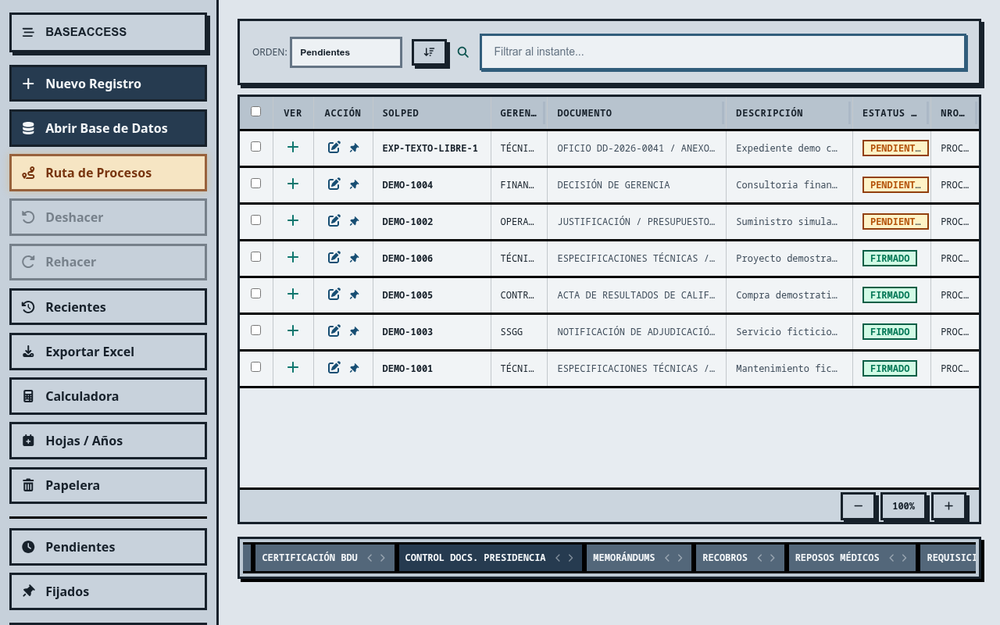 BASEACCESS
Nuevo Registro
Abrir Base de Datos
Ruta de Procesos
Deshacer
Rehacer
Recientes
Exportar Excel
Calculadora
Hojas / Años
Papelera
Pendientes
Fijados
ORDEN: Pendientes Filtrar al instante...
VER ACCIÓN SOLPED GEREN… DOCUMENTO DESCRIPCIÓN ESTATUS … NRO…
EXP-TEXTO-LIBRE-1 TÉCNI… OFICIO DD-2026-0041 / ANEXO… Expediente demo c… PENDIENT… PROC…
DEMO-1004 FINAN… DECISIÓN DE GERENCIA Consultoria finan… PENDIENT… PROC…
DEMO-1002 OPERA… JUSTIFICACIÓN / PRESUPUESTO… Suministro simula… PENDIENT… PROC…
DEMO-1006 TÉCNI… ESPECIFICACIONES TÉCNICAS /… Proyecto demostra… FIRMADO PROC…
DEMO-1005 CONTR… ACTA DE RESULTADOS DE CALIF… Compra demostrati… FIRMADO PROC…
DEMO-1003 SSGG NOTIFICACIÓN DE ADJUDICACIÓ… Servicio ficticio… FIRMADO PROC…
DEMO-1001 TÉCNI… ESPECIFICACIONES TÉCNICAS /… Mantenimiento fic… FIRMADO PROC…
100%
CERTIFICACIÓN BDU CONTROL DOCS. PRESIDENCIA MEMORÁNDUMS RECOBROS REPOSOS MÉDICOS REQUISICI